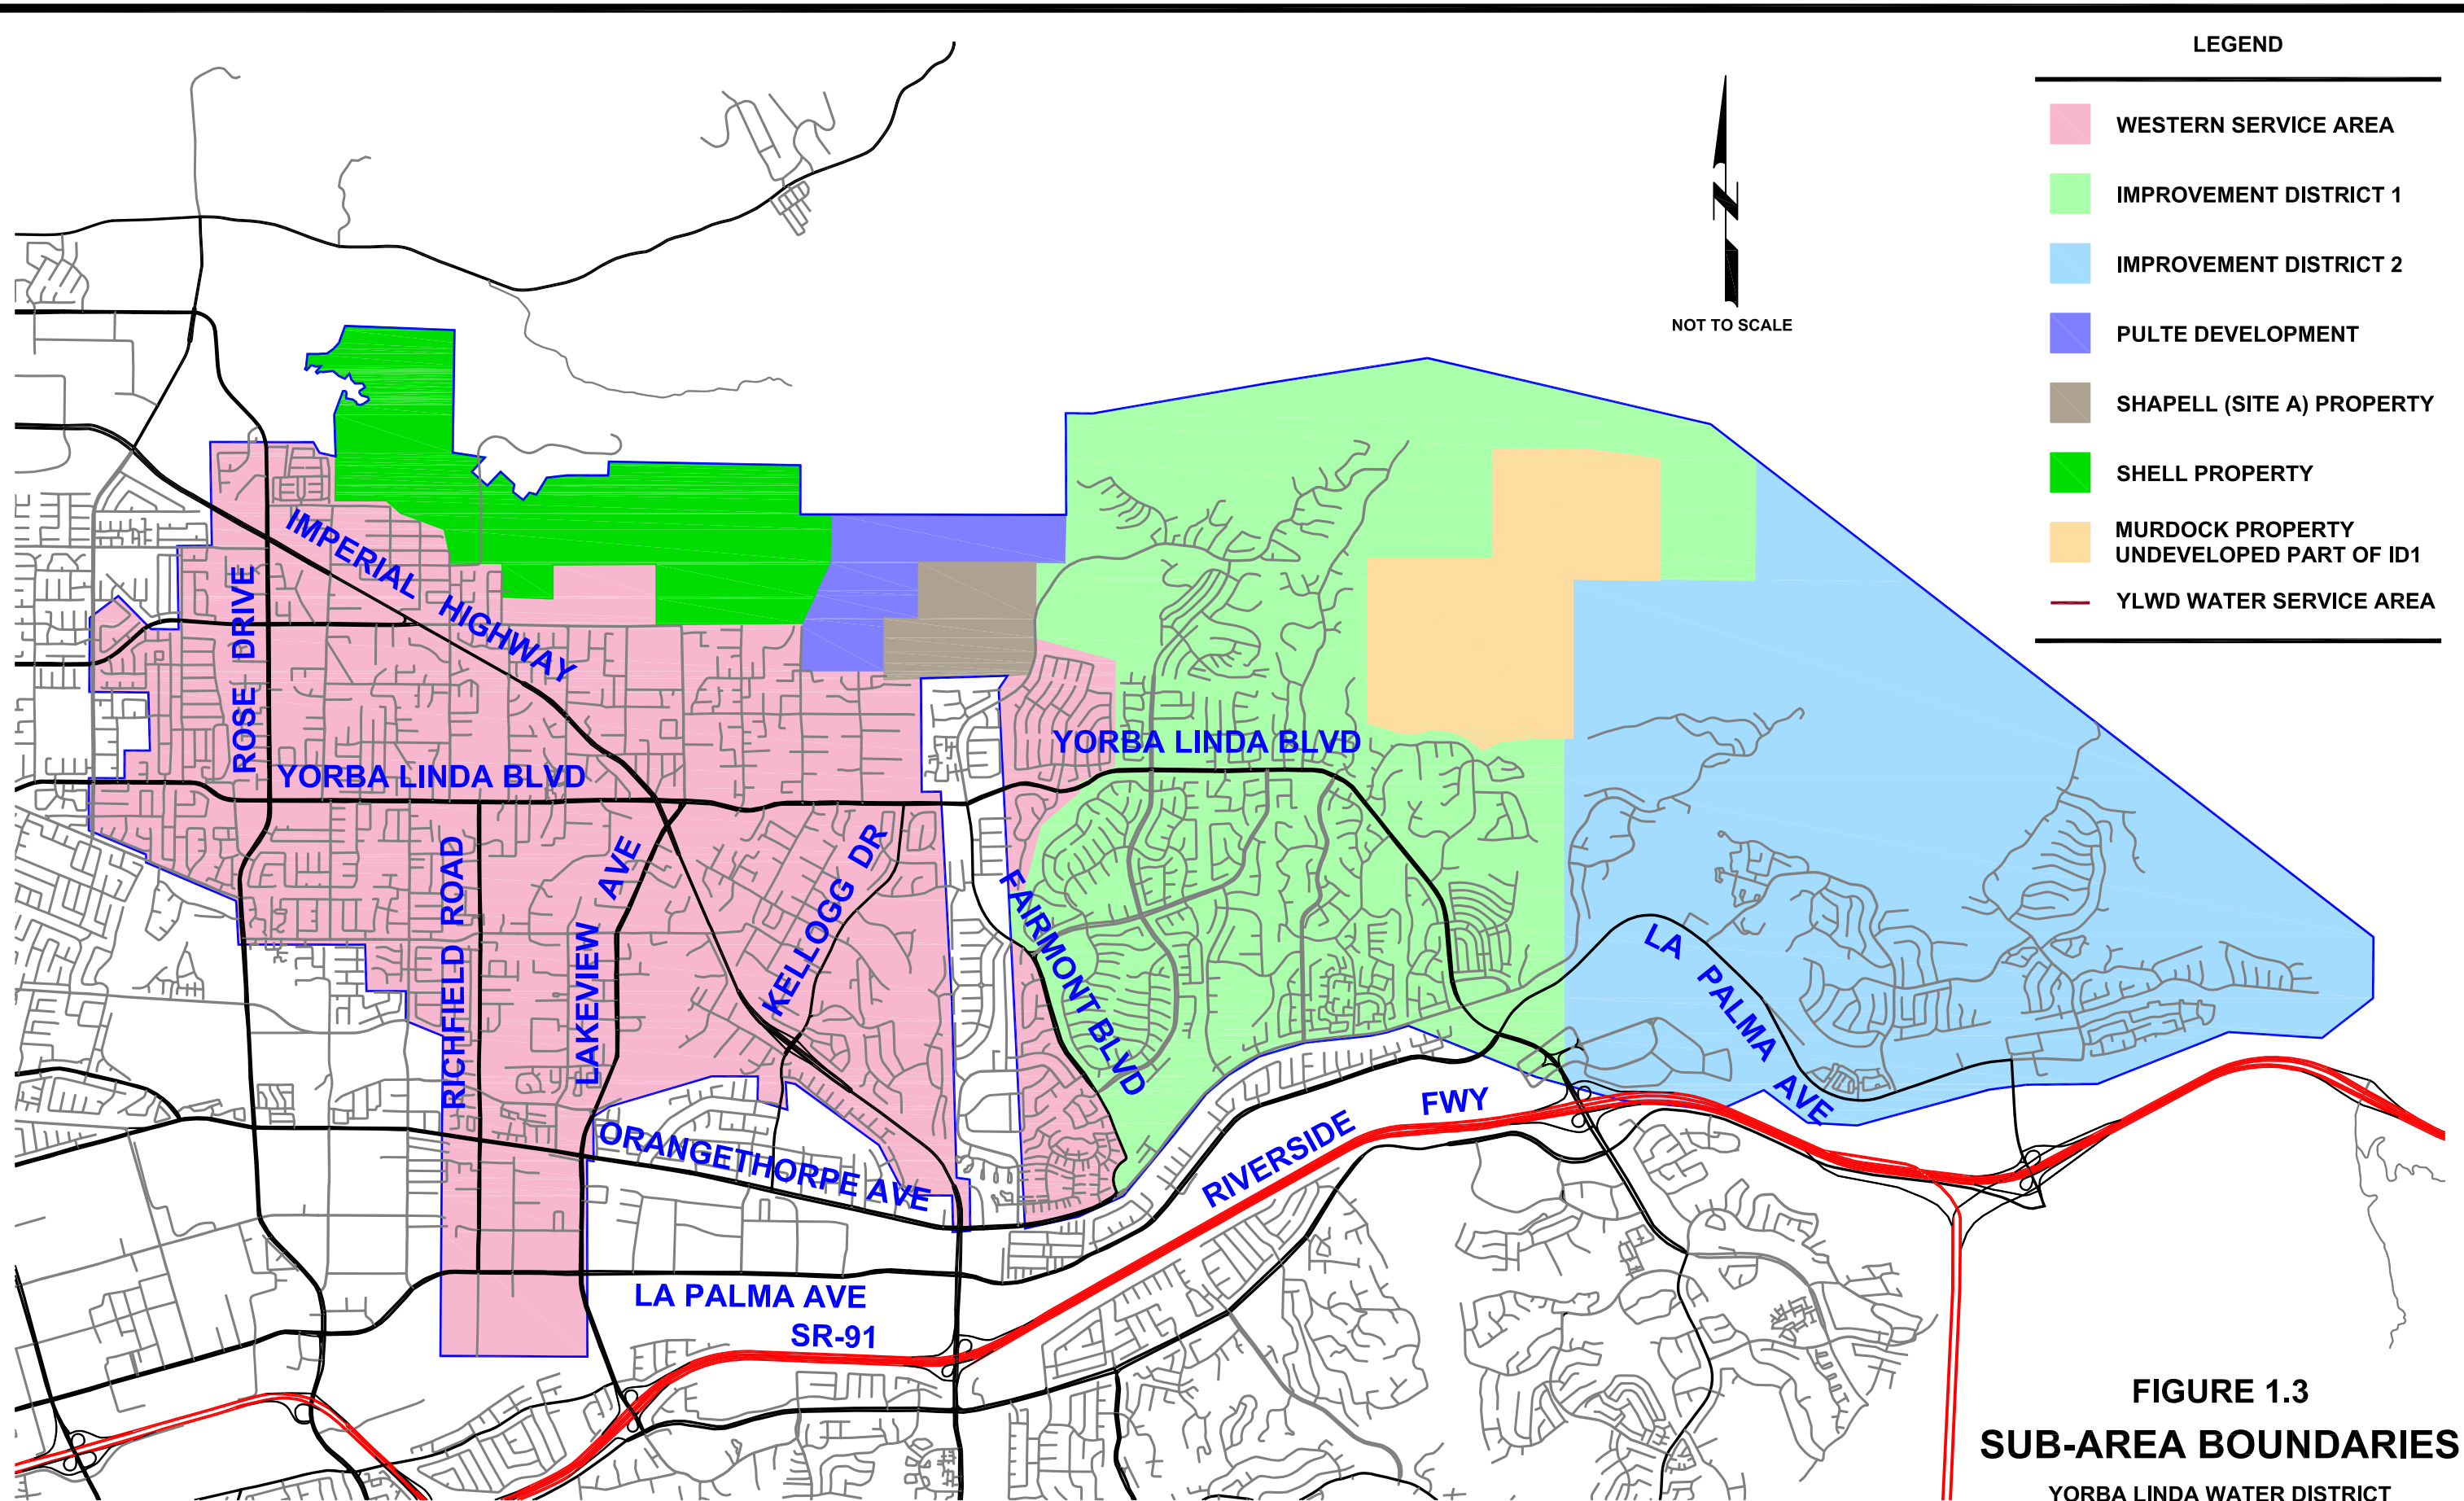 LEGEND
WESTERN SERVICE AREA
IMPROVEMENT DISTRICT 1
IMPROVEMENT DISTRICT 2
PULTE DEVELOPMENT
SHAPELL (SITE A) PROPERTY
SHELL PROPERTY
MURDOCK PROPERTY
UNDEVELOPED PART OF ID1
YLWD WATER SERVICE AREA
N
NOT TO SCALE
IMPERIAL HIGHWAY
ROSE DRIVE
YORBA LINDA BLVD
YORBA LINDA BLVD
RICHFIELD ROAD
LAKEVIEW AVE
KELLOGG DR
FAIRMONT BLVD
LA PALMA AVE
ORANGETHORPE AVE
RIVERSIDE FWY
LA PALMA AVE
SR-91
FIGURE 1.3
SUB-AREA BOUNDARIES
YORBA LINDA WATER DISTRICT